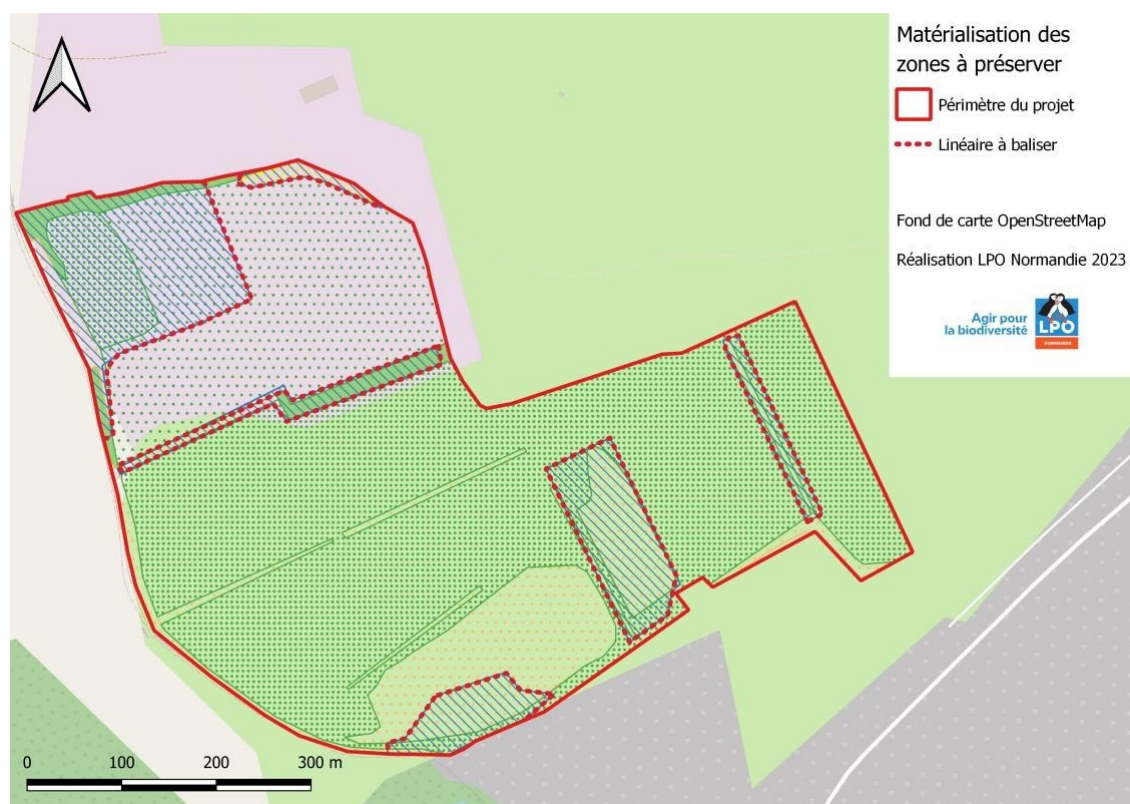 Matérialisation des
zones à préserver
Périmètre du projet
Linéaire à baliser
Fond de carte OpenStreetMap
Réalisation LPO Normandie 2023
Agir pour
la biodiversité
LPO
NORMANDIE
0 100 200 300 m